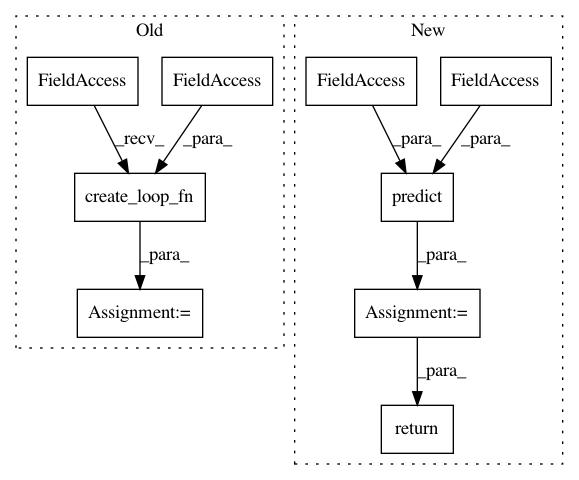 Old
New
FieldAccess
FieldAccess
FieldAccess
FieldAccess
_recv_
_para_
_para_
_para_
create_loop_fn
predict
_para_
_para_
Assignment:=
Assignment:=
_para_
return